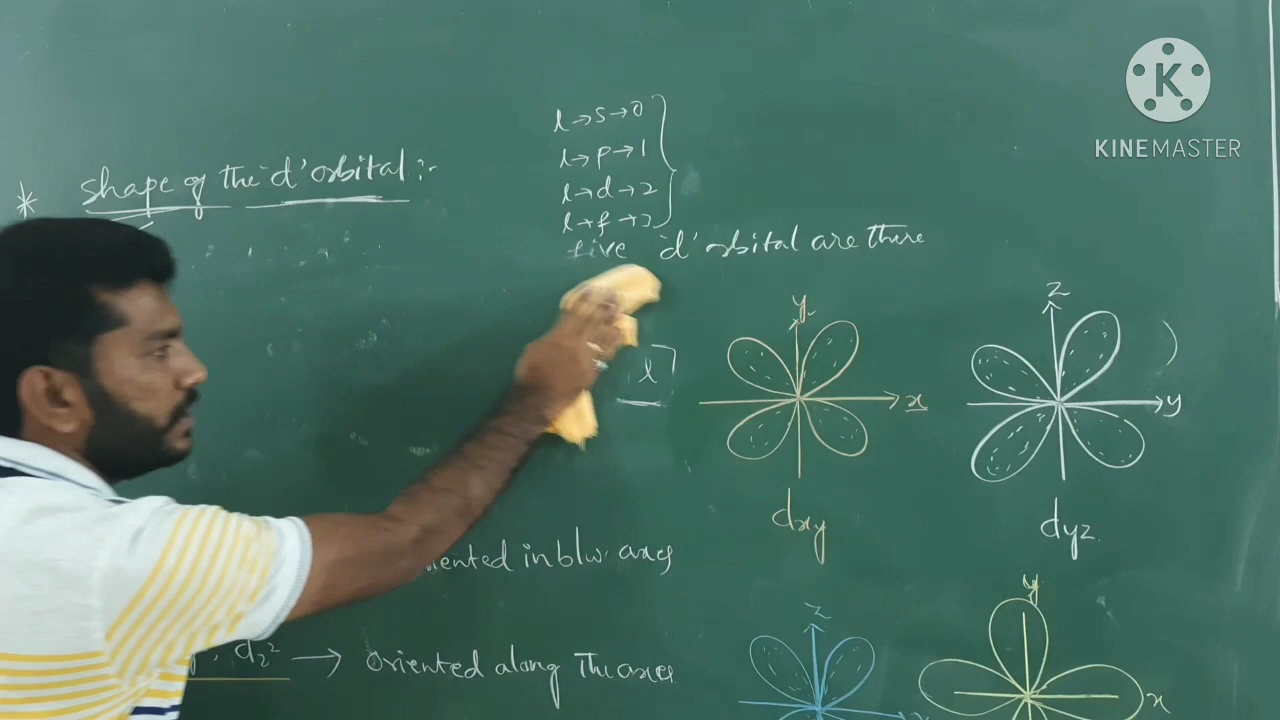 * Shape of the 'd' orbital :-
l → s → 0
l → p → 1
l → d → 2
l → f → 3
five 'd' orbital are there
l
y
x
dxy
z
y
dyz.
oriented in b/w axes
dz² → Oriented along The axes
z
x
y
x
K
KINEMASTER